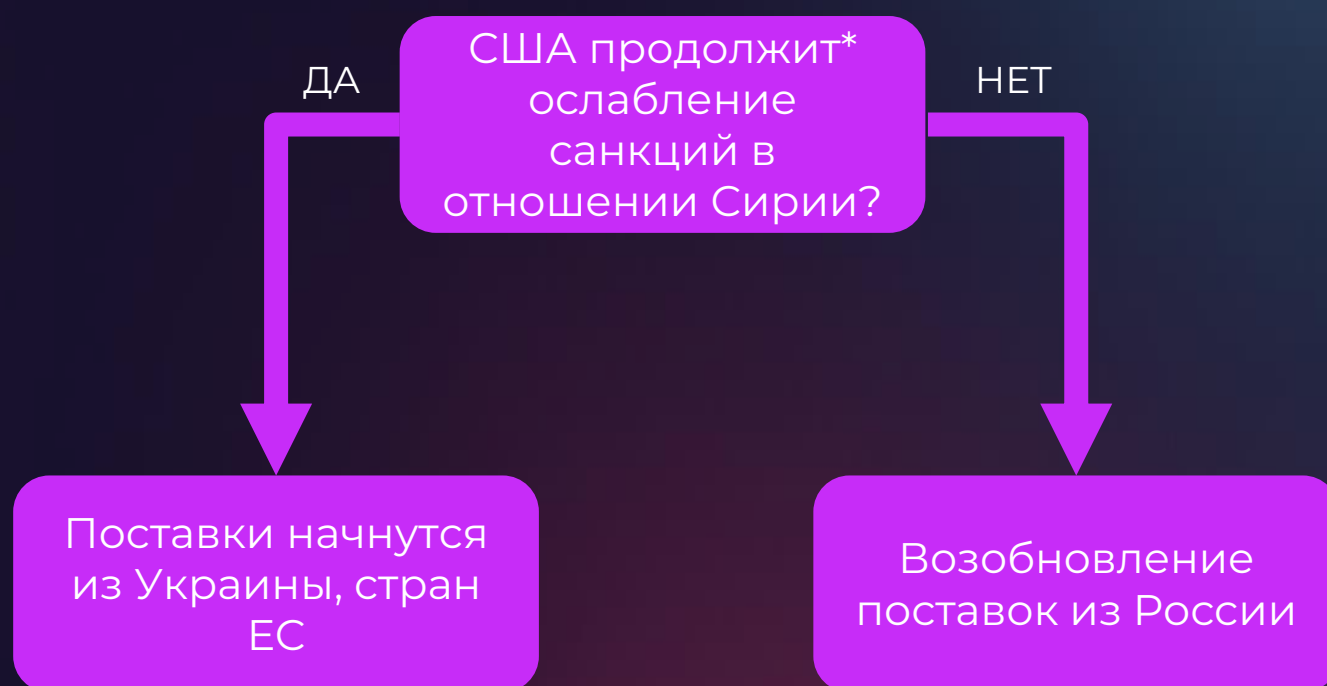 США продолжит*
ослабление
санкций в
отношении Сирии?
ДА
НЕТ
Поставки начнутся
из Украины, стран
ЕС
Возобновление
поставок из России